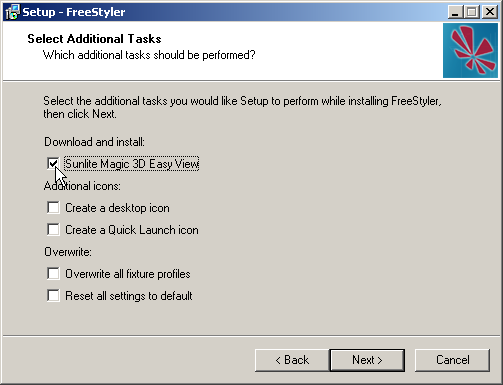 Setup - FreeStyler
Select Additional Tasks
Which additional tasks should be performed?
Select the additional tasks you would like Setup to perform while installing FreeStyler,
then click Next.
Download and install:
Sunlite Magic 3D Easy View
Additional icons:
Create a desktop icon
Create a Quick Launch icon
Overwrite:
Overwrite all fixture profiles
Reset all settings to default
< Back
Next >
Cancel